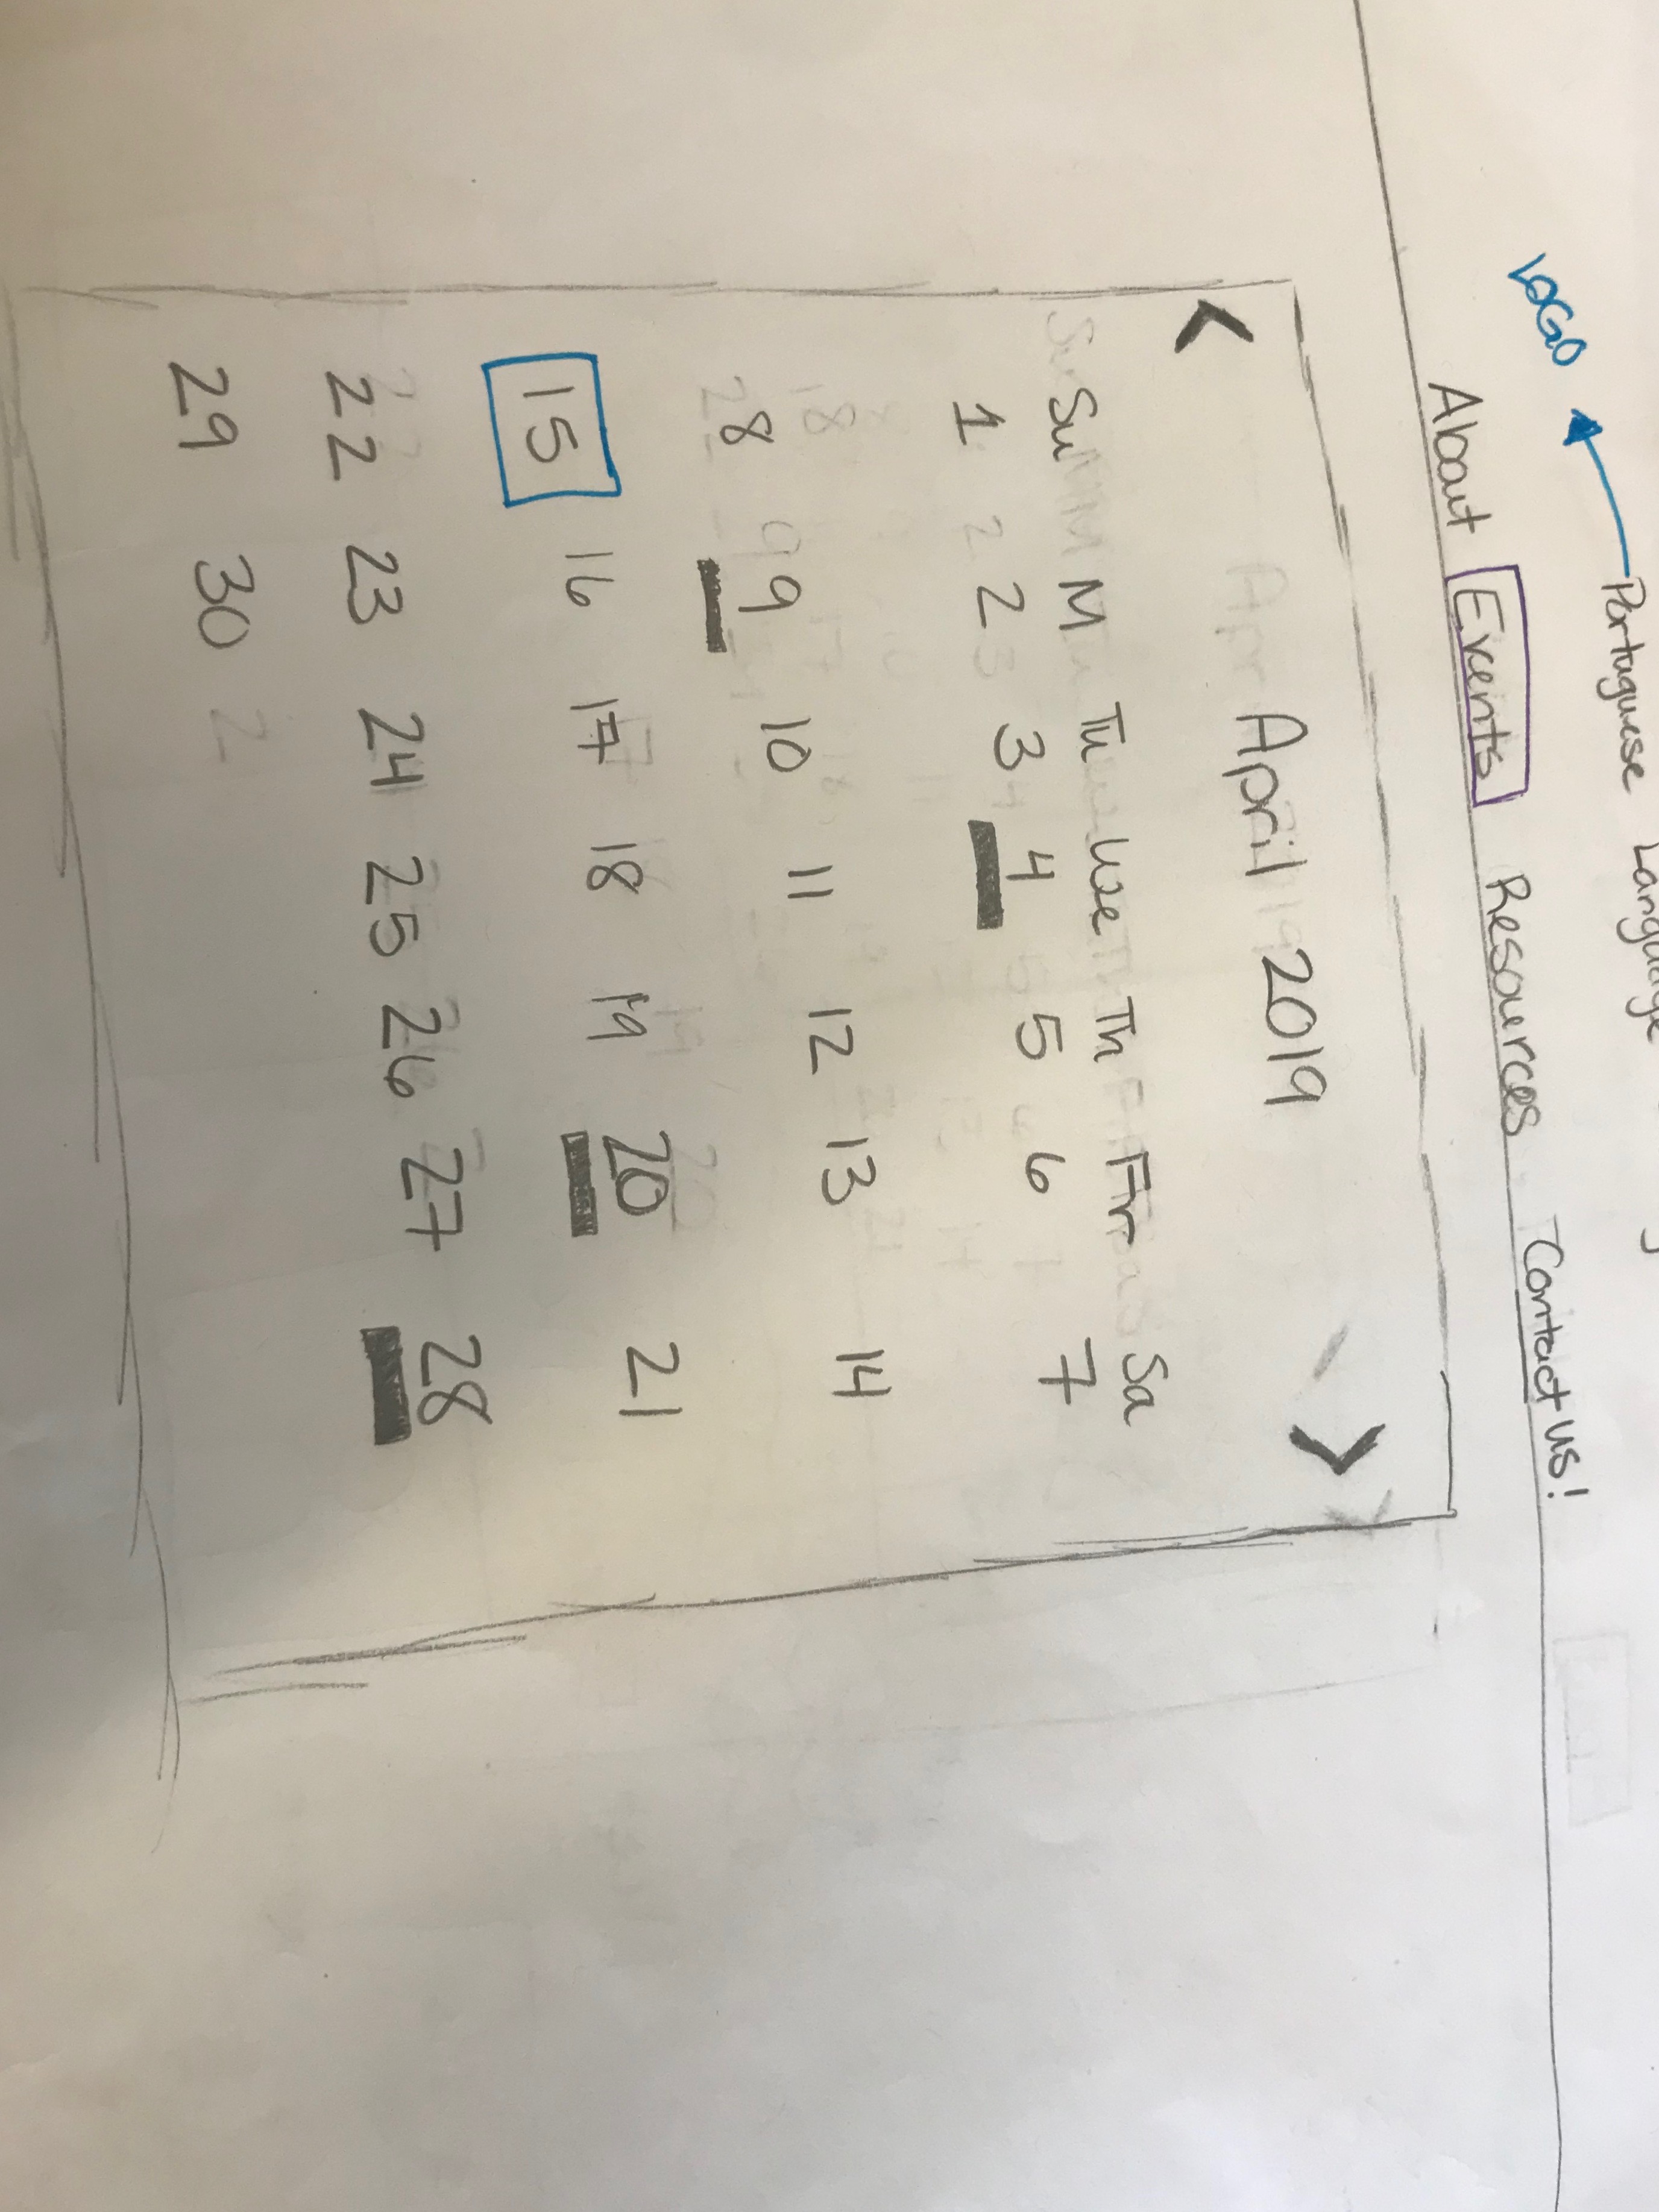 LOGO
Portuguese Language
About Events Resources Contact us!
< April 2019 >
Su M Tu We Th Fr Sa
1 2 3 4 5 6 7
8 9 10 11 12 13 14
15 16 17 18 19 20 21
22 23 24 25 26 27 28
29 30